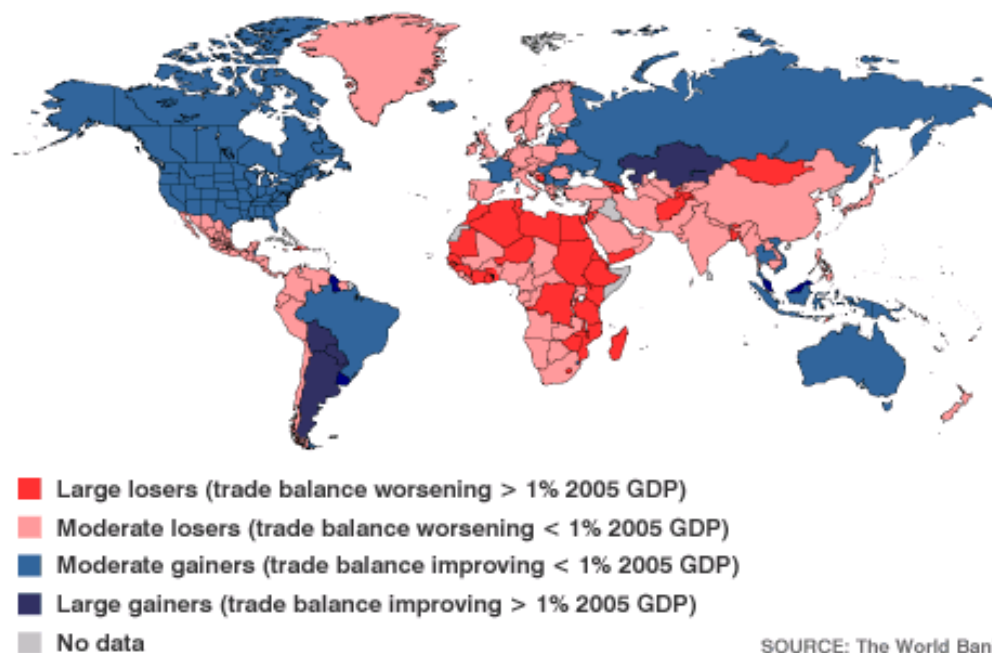 Large losers (trade balance worsening > 1% 2005 GDP)
Moderate losers (trade balance worsening < 1% 2005 GDP)
Moderate gainers (trade balance improving < 1% 2005 GDP)
Large gainers (trade balance improving > 1% 2005 GDP)
No data
SOURCE: The World Ban